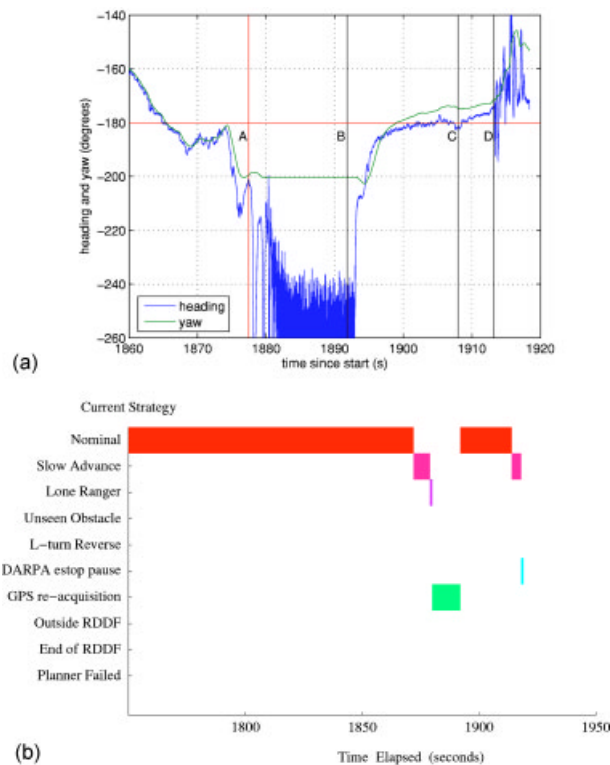 −140
−160
−180
−200
−220
−240
−260
heading and yaw (degrees)
A
B
C
D
heading
yaw
1860
1870
1880
1890
1900
1910
1920
time since start (s)
(a)
Current Strategy
Nominal
Slow Advance
Lone Ranger
Unseen Obstacle
L−turn Reverse
DARPA estop pause
GPS re−acquisition
Outside RDDF
End of RDDF
Planner Failed
1800
1850
1900
1950
Time Elapsed (seconds)
(b)